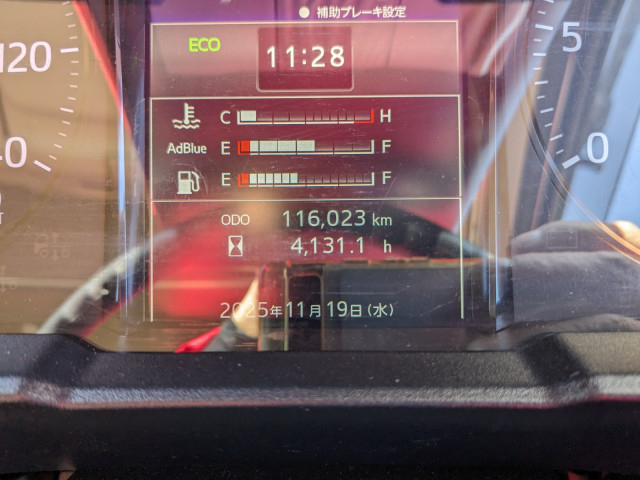 ● 補助ブレーキ設定
ECO 11:28
120
5
C H
AdBlue E F
40
0
E F
ODO 116,023 km
4,131.1 h
2025年11月19日(水)